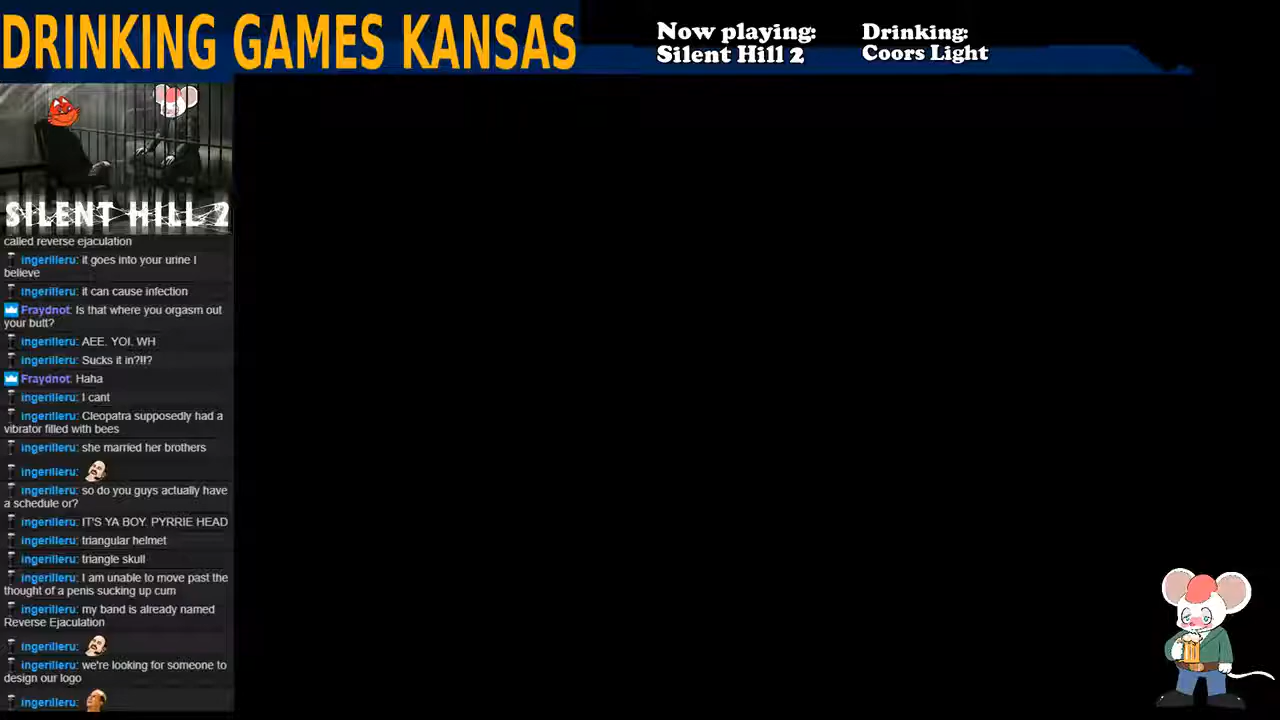 DRINKING GAMES KANSAS
Now playing:
Silent Hill 2
Drinking:
Coors Light
SILENT HILL 2
called reverse ejaculation
ingerilleru: it goes into your urine I
believe
ingerilleru: it can cause infection
Fraydnot: Is that where you orgasm out
your butt?
ingerilleru: AEE. YOI. WH
ingerilleru: Sucks it in?!!?
Fraydnot: Haha
ingerilleru: I cant
ingerilleru: Cleopatra supposedly had a
vibrator filled with bees
ingerilleru: she married her brothers
ingerilleru:
ingerilleru: so do you guys actually have
a schedule or?
ingerilleru: IT'S YA BOY. PYRRIE HEAD
ingerilleru: triangular helmet
ingerilleru: triangle skull
ingerilleru: I am unable to move past the
thought of a penis sucking up cum
ingerilleru: my band is already named
Reverse Ejaculation
ingerilleru:
ingerilleru: we're looking for someone to
design our logo
ingerilleru: